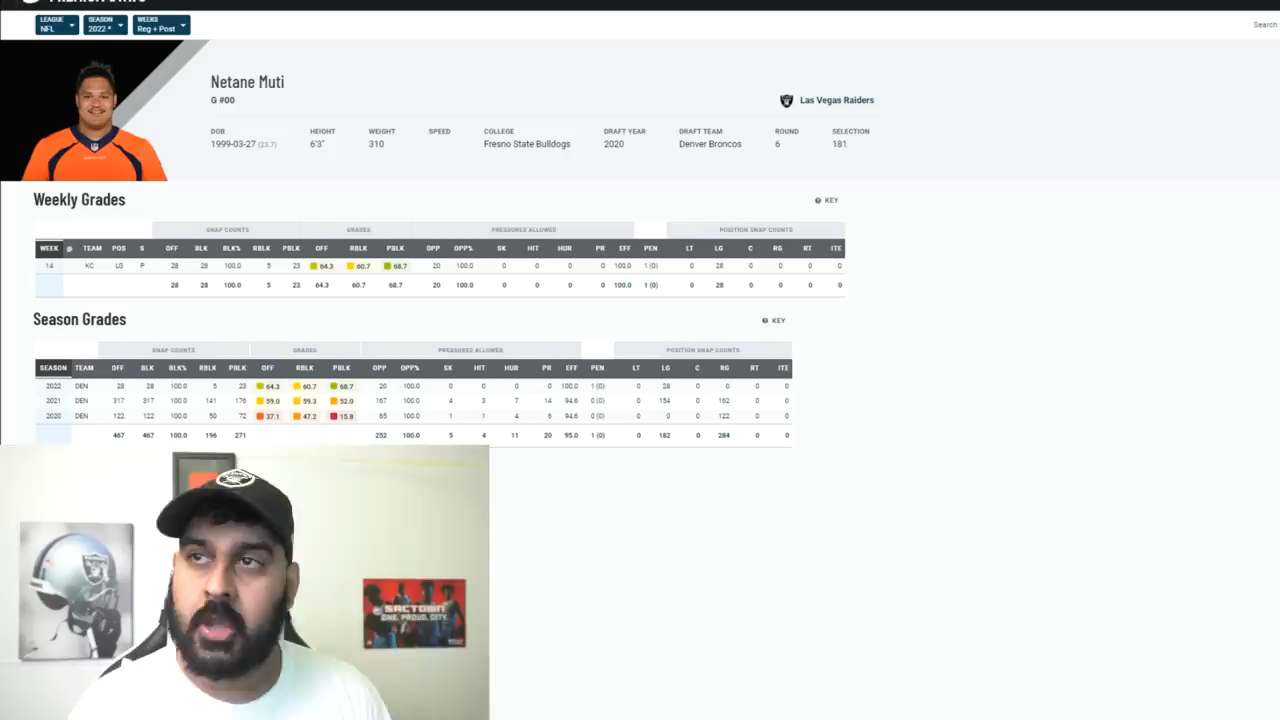 LEAGUE SEASON WEEKS
NFL 2022 * Reg + Post
Search
Netane Muti
G #00
Las Vegas Raiders
DOB HEIGHT WEIGHT SPEED COLLEGE DRAFT YEAR DRAFT TEAM ROUND SELECTION
1999-03-27 (23.7) 6'3" 310 Fresno State Bulldogs 2020 Denver Broncos 6 181
Weekly Grades
KEY
SNAP COUNTS GRADES PRESSURES ALLOWED POSITION SNAP COUNTS
WEEK @ TEAM POS S OFF BLK BLK% RBLK PBLK OFF RBLK PBLK OPP OPP% SK HIT HUR PR EFF PEN LT LG C RG RT ITE
14 KC LG P 28 28 100.0 5 23 64.3 60.7 68.7 20 100.0 0 0 0 0 100.0 1 (0) 0 28 0 0 0 0
28 28 100.0 5 23 64.3 60.7 68.7 20 100.0 0 0 0 0 100.0 1 (0) 0 28 0 0 0 0
Season Grades
KEY
SNAP COUNTS GRADES PRESSURES ALLOWED POSITION SNAP COUNTS
SEASON TEAM OFF BLK BLK% RBLK PBLK OFF RBLK PBLK OPP OPP% SK HIT HUR PR EFF PEN LT LG C RG RT ITE
2022 DEN 28 28 100.0 5 23 64.3 60.7 68.7 20 100.0 0 0 0 0 100.0 1 (0) 0 28 0 0 0 0
2021 DEN 317 317 100.0 141 176 59.0 59.3 52.0 167 100.0 4 3 7 14 94.6 0 (0) 0 154 0 162 0 0
2020 DEN 122 122 100.0 50 72 37.1 47.2 15.8 65 100.0 1 1 4 6 94.6 0 (0) 0 0 0 122 0 0
467 467 100.0 196 271 252 100.0 5 4 11 20 95.0 1 (0) 0 182 0 284 0 0
SACTOWN
ONE. PROUD. CITY.